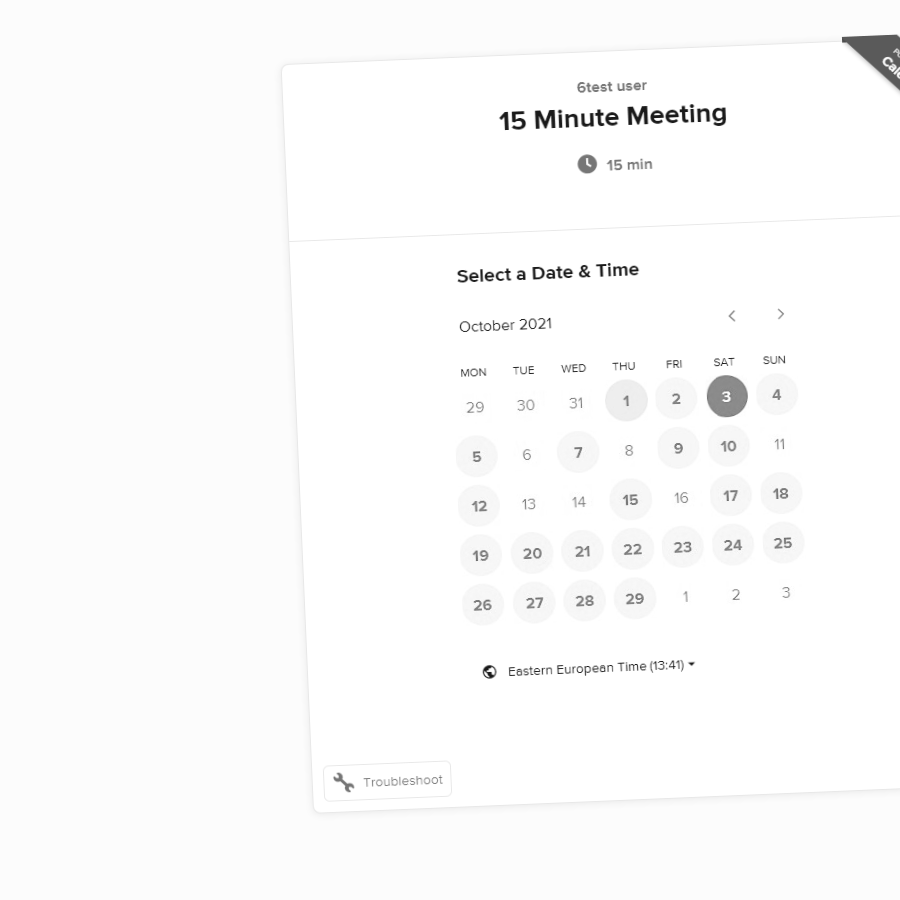 6test user
15 Minute Meeting
15 min
Select a Date & Time
October 2021
MON TUE WED THU FRI SAT SUN
29 30 31 1 2 3 4
5 6 7 8 9 10 11
12 13 14 15 16 17 18
19 20 21 22 23 24 25
26 27 28 29 1 2 3
Eastern European Time (13:41)
Troubleshoot